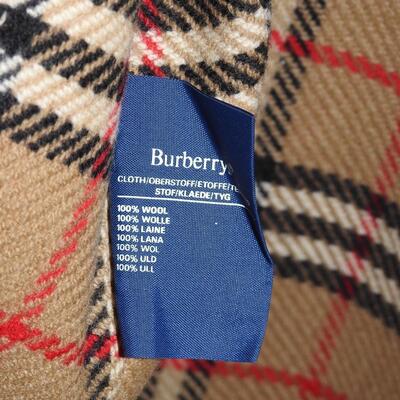 Burberrys
CLOTH/OBERSTOFF/ETOFFE/TE
STOF/KLAEDE/TYG
100% WOOL
100% WOLLE
100% LAINE
100% LANA
100% WOL
100% ULD
100% ULL